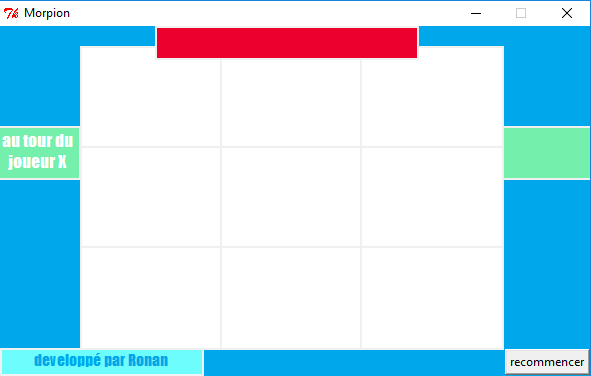 Morpion
au tour du
joueur X
developpé par Ronan
recommencer